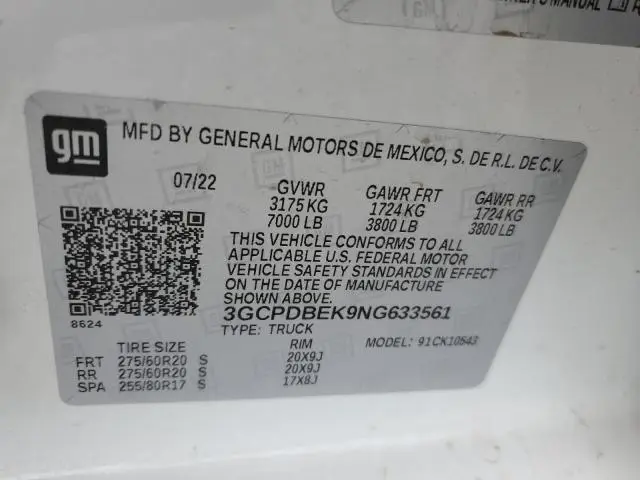 'S MANUAL
gm
MFD BY GENERAL MOTORS DE MEXICO, S. DE R.L. DE C.V.
07/22 GVWR GAWR FRT GAWR RR
3175 KG 1724 KG 1724 KG
7000 LB 3800 LB 3800 LB
THIS VEHICLE CONFORMS TO ALL
APPLICABLE U.S. FEDERAL MOTOR
VEHICLE SAFETY STANDARDS IN EFFECT
ON THE DATE OF MANUFACTURE
SHOWN ABOVE.
8624 3GCPDBEK9NG633561
TYPE: TRUCK MODEL: 91CK10543
TIRE SIZE RIM
FRT 275/60R20 S 20X9J
RR 275/60R20 S 20X9J
SPA 255/80R17 S 17X8J